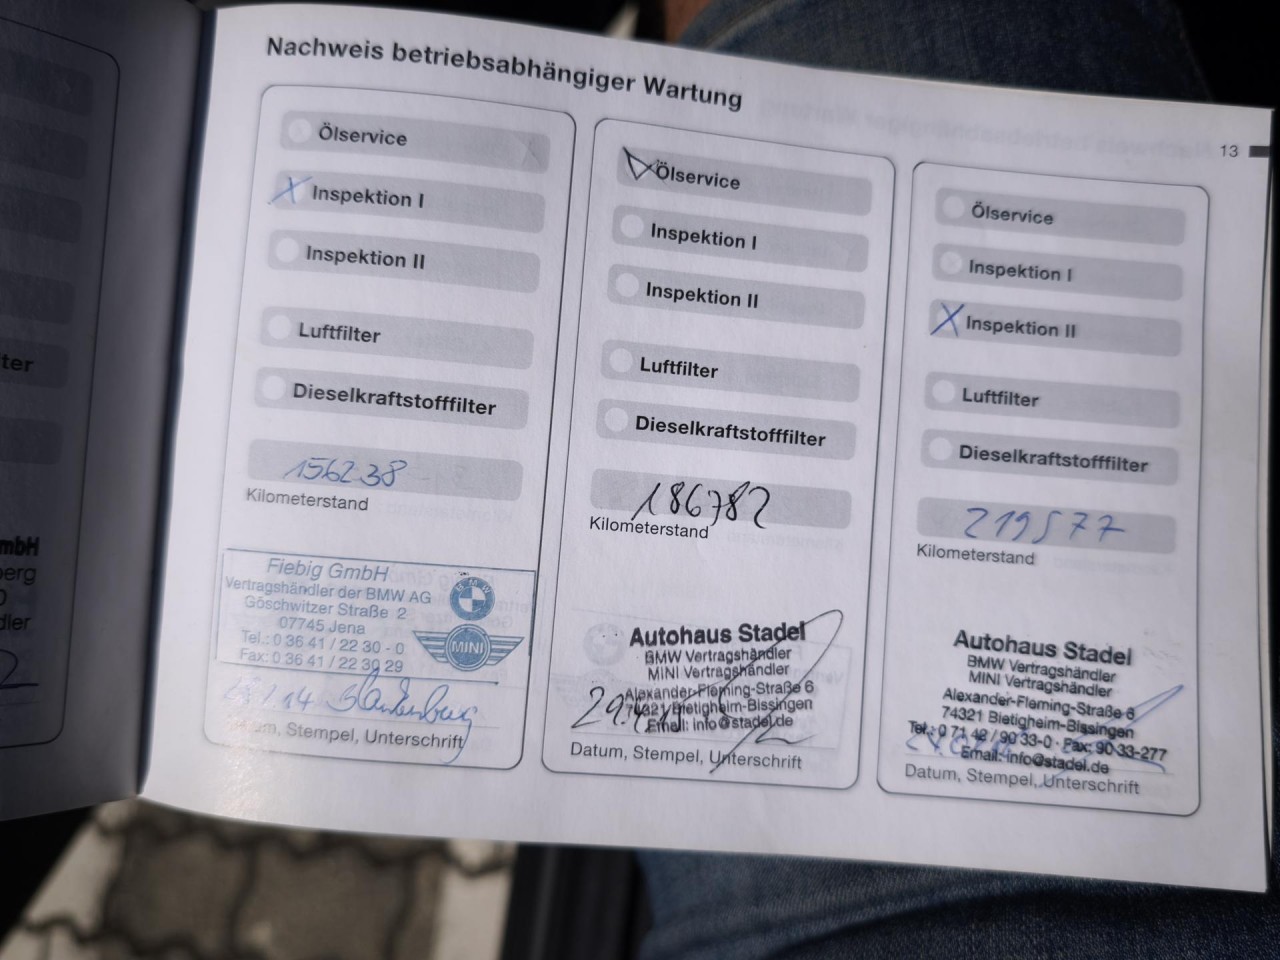 Nachweis betriebsabhängiger Wartung
13
Ölservice
X Inspektion I
Inspektion II
Luftfilter
Dieselkraftstofffilter
156238
Kilometerstand
Fiebig GmbH
Vertragshändler der BMW AG
Göschwitzer Straße 2
07745 Jena
Tel.: 0 36 41 / 22 30 - 0
Fax: 0 36 41 / 22 30 29
BMW
MINI
Datum, Stempel, Unterschrift
Ölservice
Inspektion I
Inspektion II
Luftfilter
Dieselkraftstofffilter
186782
Kilometerstand
Autohaus Stadel
BMW Vertragshändler
MINI Vertragshändler
Alexander-Fleming-Straße 6
74321 Bietigheim-Bissingen
Email: info@stadel.de
Datum, Stempel, Unterschrift
Ölservice
Inspektion I
X Inspektion II
Luftfilter
Dieselkraftstofffilter
219577
Kilometerstand
Autohaus Stadel
BMW Vertragshändler
MINI Vertragshändler
Alexander-Fleming-Straße 6
74321 Bietigheim-Bissingen
Tel.: 0 71 42 / 90 33-0 · Fax: 90 33-277
Email: info@stadel.de
Datum, Stempel, Unterschrift
ter
mbH